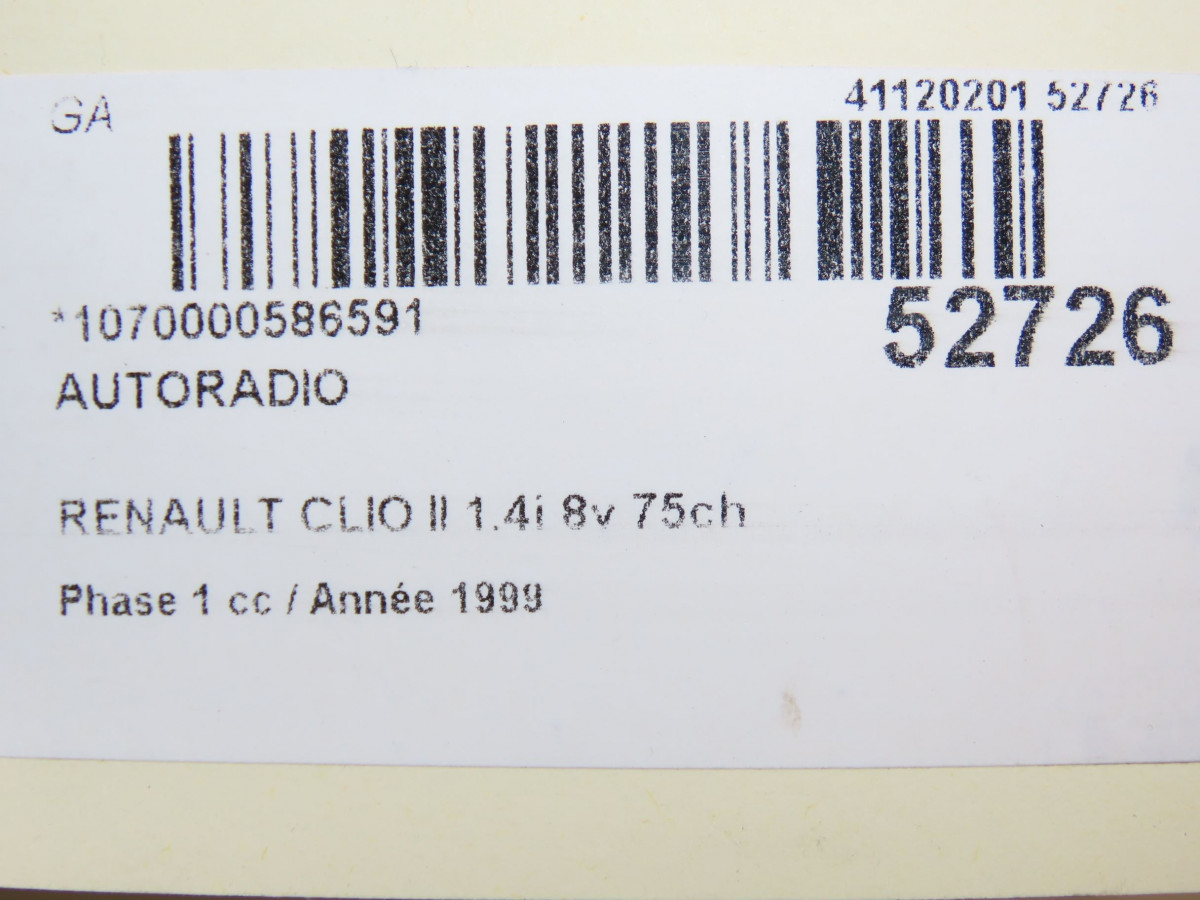 GA
41120201 52726
*1070000586591
52726
AUTORADIO
RENAULT CLIO II 1.4i 8v 75ch
Phase 1 cc / Année 1999